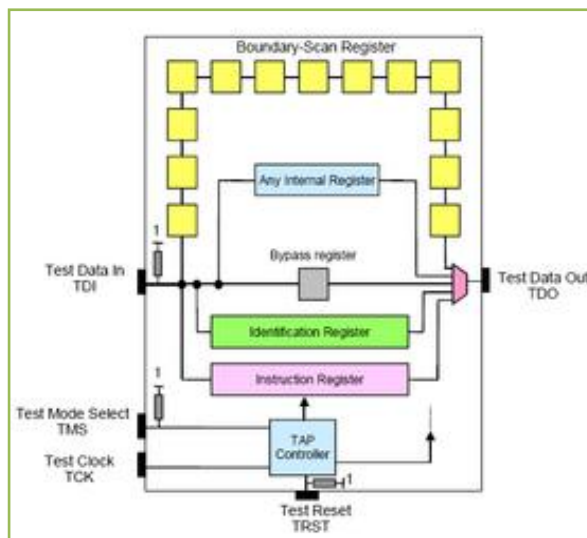 Boundary-Scan Register
Any Internal Register
1
Bypass register
Test Data In
TDI
Test Data Out
TDO
Identification Register
1
Instruction Register
Test Mode Select
TMS
TAP
Controller
Test Clock
TCK
1
Test Reset
TRST